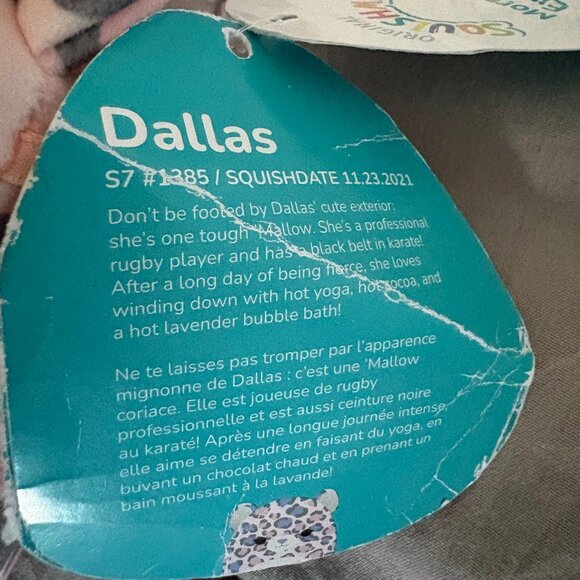 ORIGINAL
SQUISHM
Dallas
S7 #1385 / SQUISHDATE 11.23.2021
Don't be fooled by Dallas' cute exterior:
she's one tough 'Mallow. She's a professional
rugby player and has a black belt in karate!
After a long day of being fierce, she loves
winding down with hot yoga, hot cocoa, and
a hot lavender bubble bath!
Ne te laisses pas tromper par l'apparence
mignonne de Dallas : c'est une 'Mallow
coriace. Elle est joueuse de rugby
professionnelle et est aussi ceinture noire
au karaté! Après une longue journée intense,
elle aime se détendre en faisant du yoga, en
buvant un chocolat chaud et en prenant un
bain moussant à la lavande!